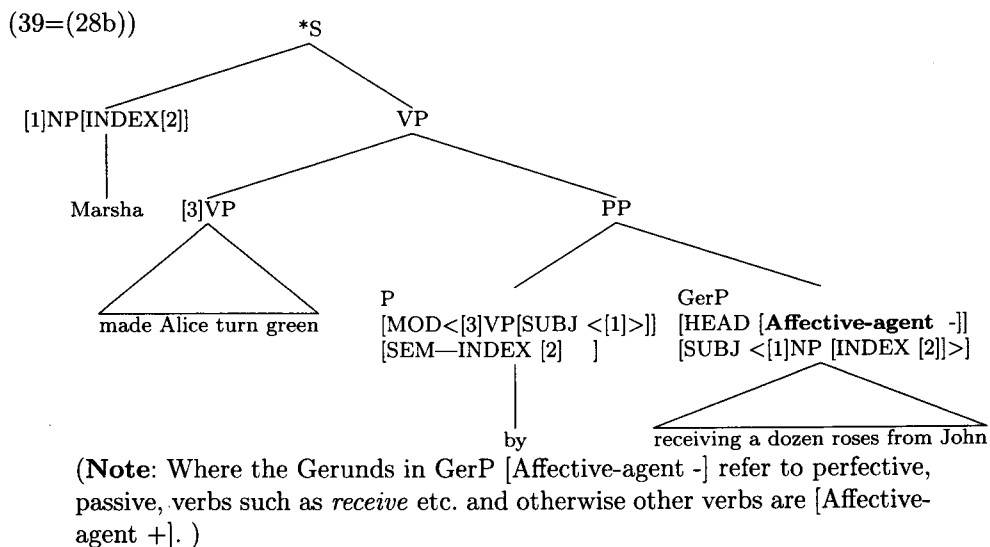 (39=(28b))
*S
[1]NP[INDEX[2]] VP
Marsha [3]VP PP
P GerP
[MOD<[3]VP[SUBJ <[1]>]] [HEAD [Affective-agent -]]
[SEM—INDEX [2] ] [SUBJ <[1]NP [INDEX [2]]>]
made Alice turn green
by receiving a dozen roses from John
(Note: Where the Gerunds in GerP [Affective-agent -] refer to perfective,
passive, verbs such as receive etc. and otherwise other verbs are [Affective-
agent +]. )